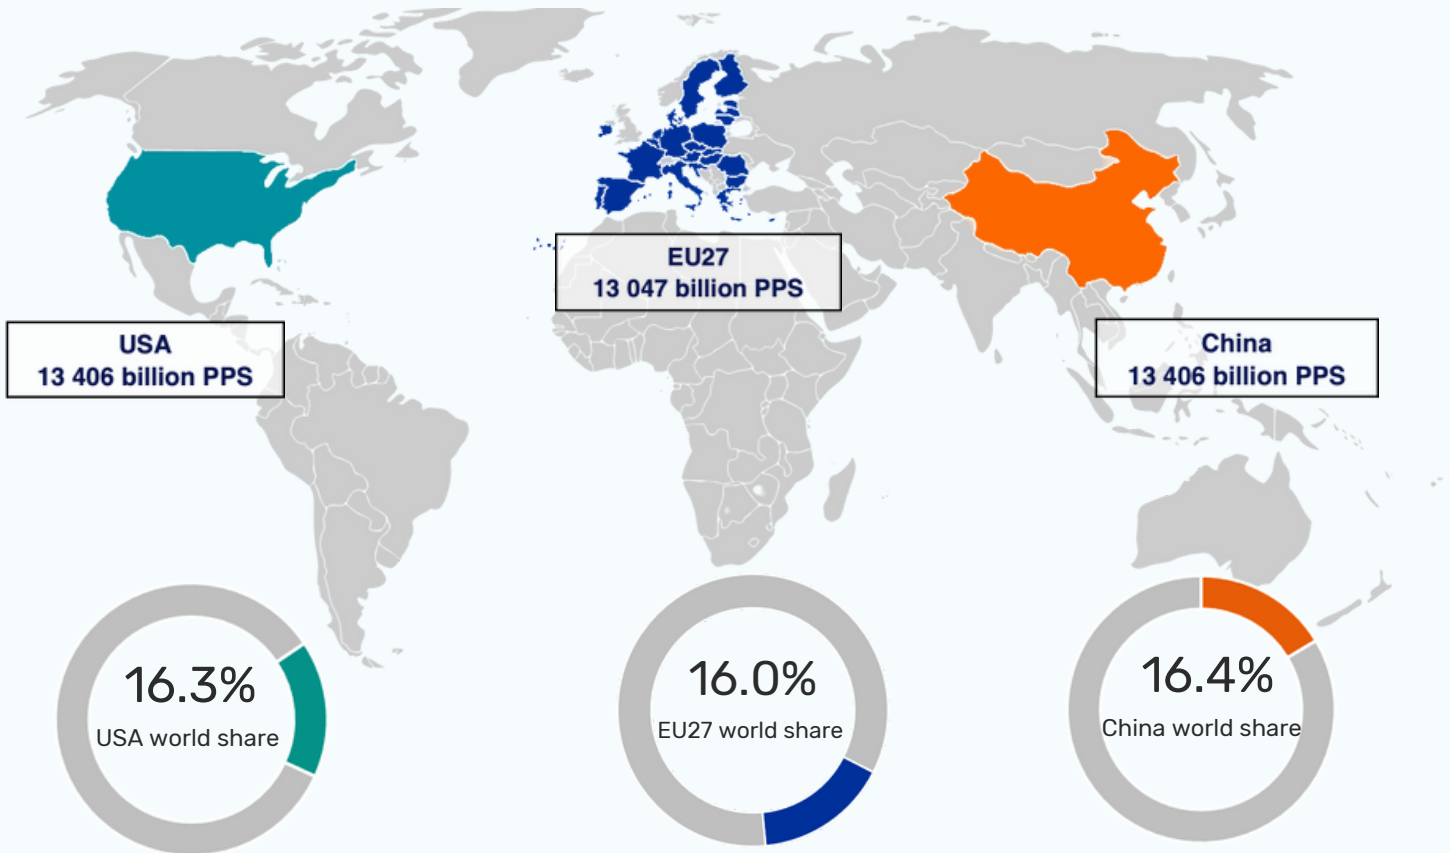 EU27
13 047 billion PPS
USA
13 406 billion PPS
China
13 406 billion PPS
16.3%
USA world share
16.0%
EU27 world share
16.4%
China world share